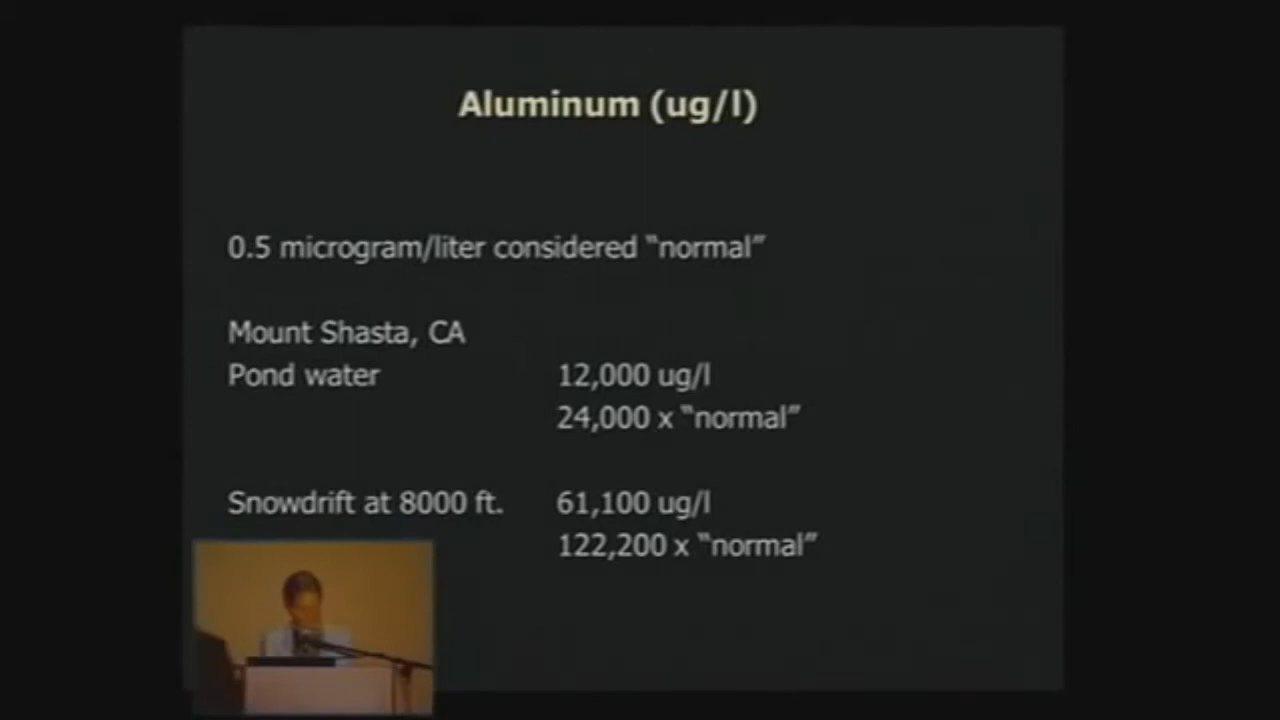 Aluminum (ug/l)
0.5 microgram/liter considered “normal”
Mount Shasta, CA
Pond water 12,000 ug/l
24,000 x “normal”
Snowdrift at 8000 ft. 61,100 ug/l
122,200 x “normal”